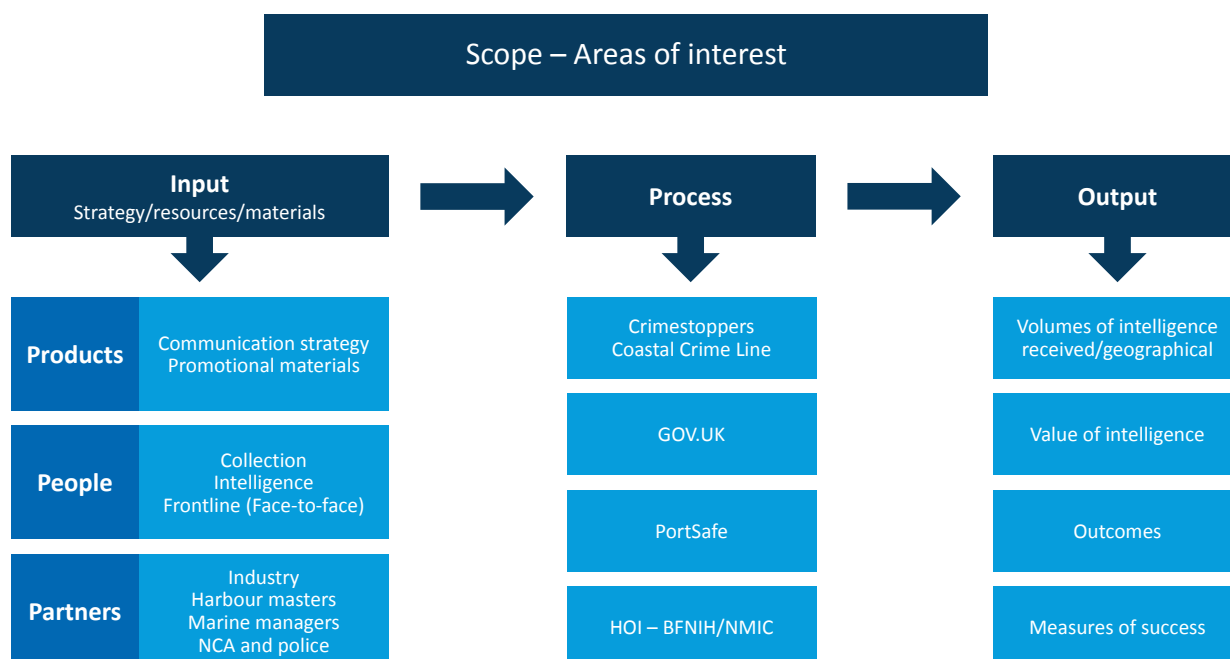 Scope – Areas of interest
Input
Strategy/resources/materials
Process
Output
Products
Communication strategy
Promotional materials
People
Collection
Intelligence
Frontline (Face-to-face)
Partners
Industry
Harbour masters
Marine managers
NCA and police
Crimestoppers
Coastal Crime Line
GOV.UK
PortSafe
HOI – BFNIH/NMIC
Volumes of intelligence
received/geographical
Value of intelligence
Outcomes
Measures of success